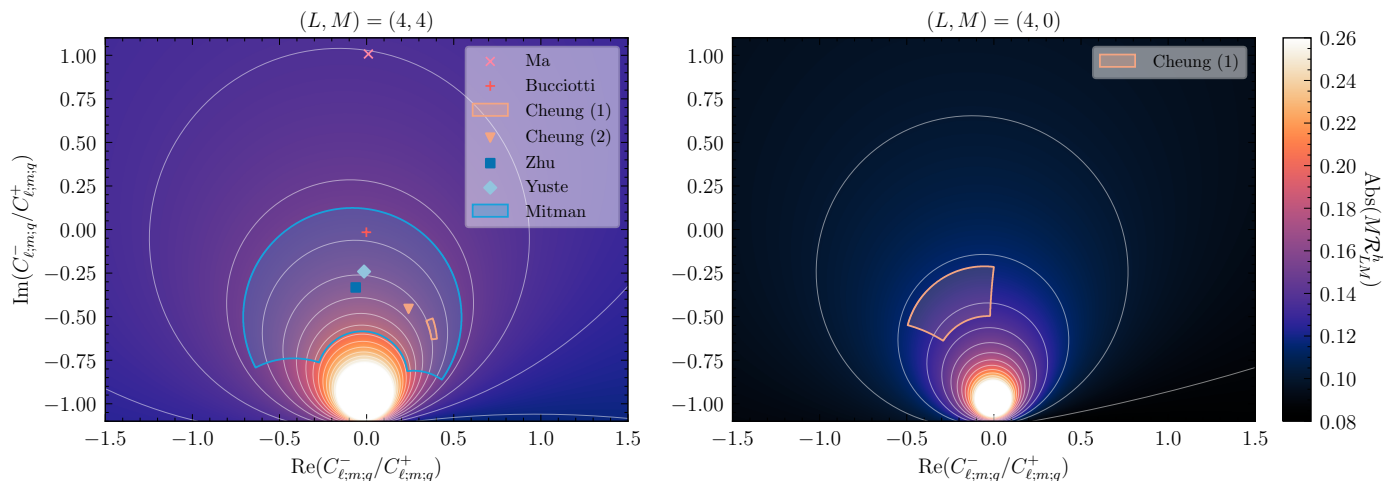 (L, M) = (4, 4)
1.00
0.75
0.50
0.25
0.00
−0.25
−0.50
−0.75
−1.00
Im(C⁻ℓ;m;q/C⁺ℓ;m;q)
Ma
Bucciotti
Cheung (1)
Cheung (2)
Zhu
Yuste
Mitman
−1.5 −1.0 −0.5 0.0 0.5 1.0 1.5
Re(C⁻ℓ;m;q/C⁺ℓ;m;q)
(L, M) = (4, 0)
1.00
0.75
0.50
0.25
0.00
−0.25
−0.50
−0.75
−1.00
Cheung (1)
−1.5 −1.0 −0.5 0.0 0.5 1.0 1.5
Re(C⁻ℓ;m;q/C⁺ℓ;m;q)
0.26
0.24
0.22
0.20
0.18
0.16
0.14
0.12
0.10
0.08
Abs(MℛʰLM)